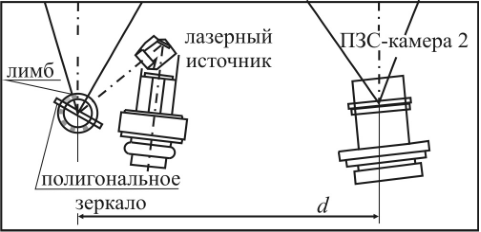 лазерный
источник
ПЗС-камера 2
лимб
полигональное
зеркало
d